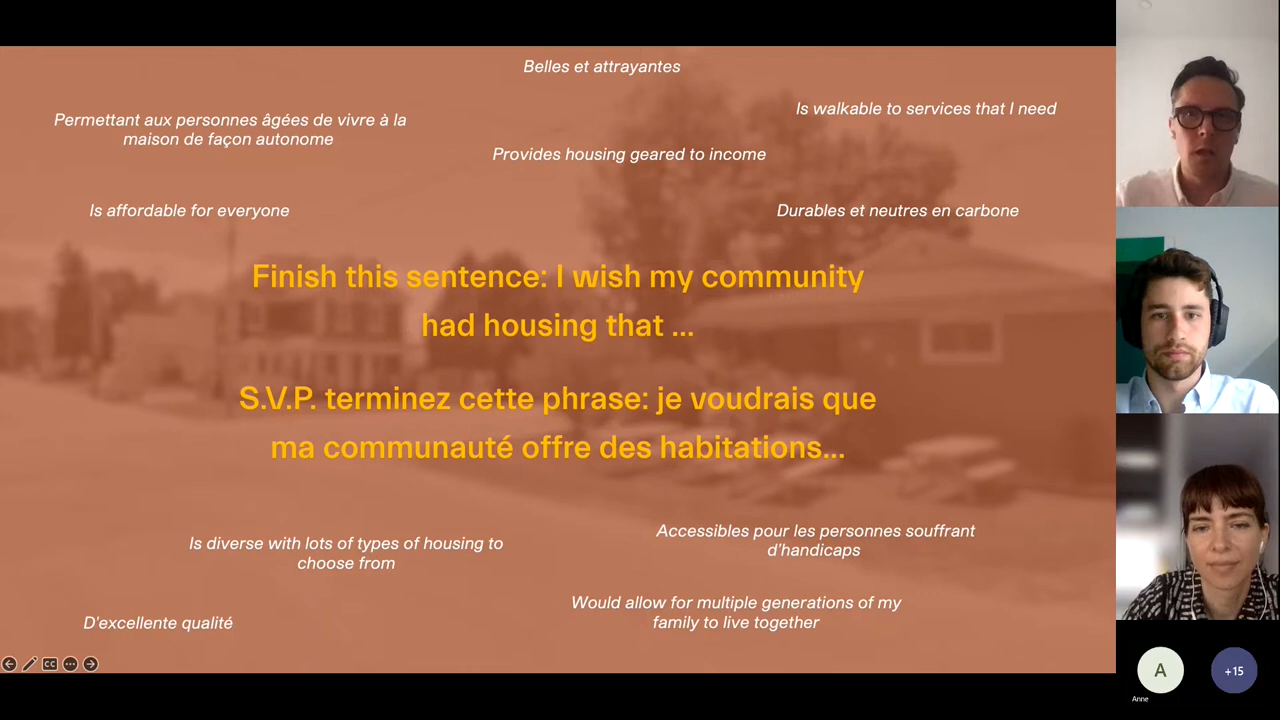 Belles et attrayantes
Is walkable to services that I need
Permettant aux personnes âgées de vivre à la
maison de façon autonome
Provides housing geared to income
Is affordable for everyone
Durables et neutres en carbone
Finish this sentence: I wish my community
had housing that ...
S.V.P. terminez cette phrase: je voudrais que
ma communauté offre des habitations...
Is diverse with lots of types of housing to
choose from
Accessibles pour les personnes souffrant
d'handicaps
Would allow for multiple generations of my
family to live together
D'excellente qualité
CC
A
+15
Anne